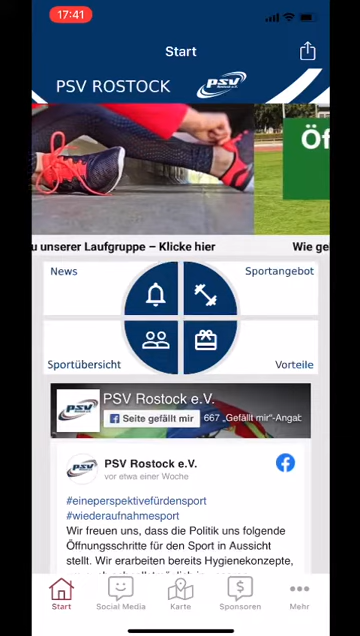 17:41
Start
PSV ROSTOCK
PSV
Rostock e.V.
Öf
u unserer Laufgruppe – Klicke hier
Wie ge
News
Sportangebot
Sportübersicht
Vorteile
PSV Rostock e.V.
Seite gefällt mir
667 „Gefällt mir“-Angab
PSV Rostock e.V.
vor etwa einer Woche
#eineperspektivefürdensport
#wiederaufnahmesport
Wir freuen uns, dass die Politik uns folgende
Öffnungsschritte für den Sport in Aussicht
stellt. Wir erarbeiten bereits Hygienekonzepte,
Start
Social Media
Karte
Sponsoren
Mehr